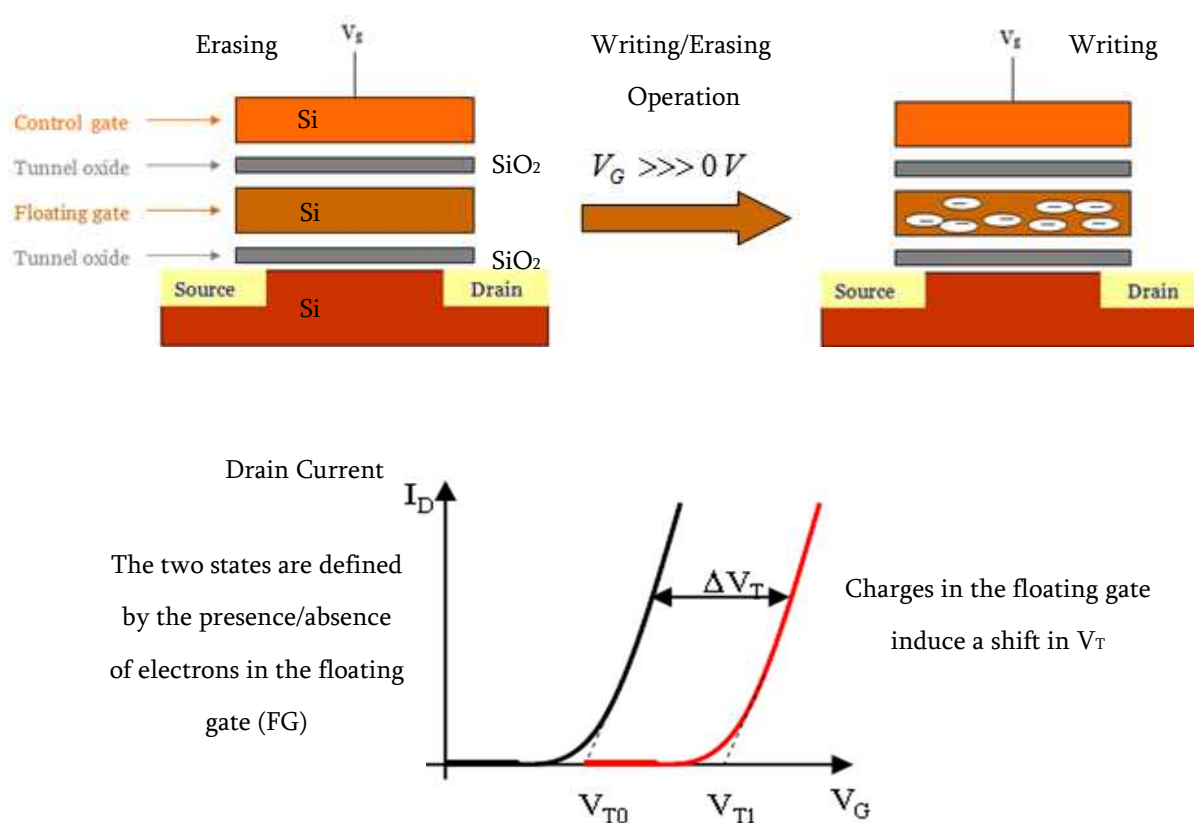 Erasing
Vg
Writing/Erasing
Operation
Vg
Writing
Control gate
Si
Tunnel oxide
SiO2
VG >>> 0 V
Floating gate
Si
Tunnel oxide
SiO2
Source
Si
Drain
Source
Drain
Drain Current
ID
The two states are defined
by the presence/absence
of electrons in the floating
gate (FG)
ΔVT
Charges in the floating gate
induce a shift in VT
VT0
VT1
VG